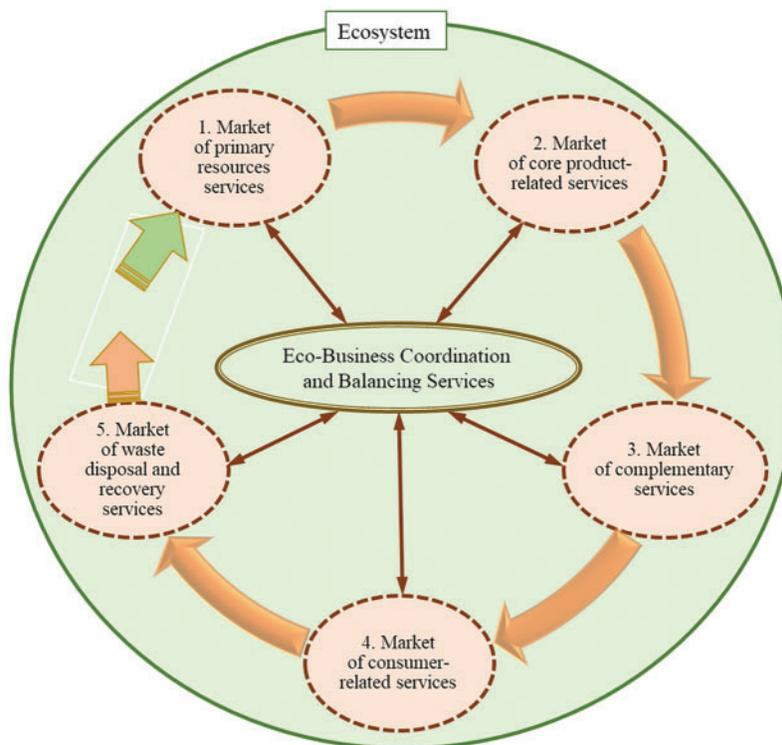 Ecosystem
1. Market
of primary
resources
services
2. Market
of core product-
related services
Eco-Business Coordination
and Balancing Services
3. Market
of complementary
services
4. Market
of consumer-
related services
5. Market
of waste
disposal and
recovery
services